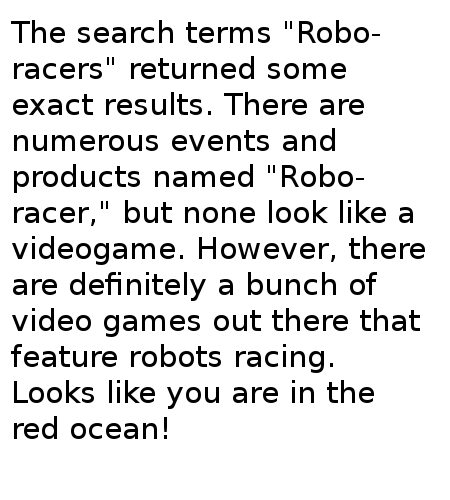 The search terms "Robo-
racers" returned some
exact results. There are
numerous events and
products named "Robo-
racer," but none look like a
videogame. However, there
are definitely a bunch of
video games out there that
feature robots racing.
Looks like you are in the
red ocean!